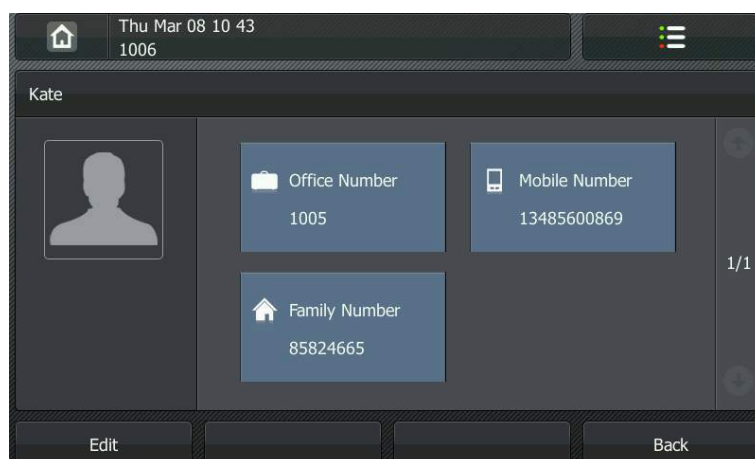 Thu Mar 08 10 43
1006
Kate
Office Number
1005
Mobile Number
13485600869
1/1
Family Number
85824665
Edit
Back